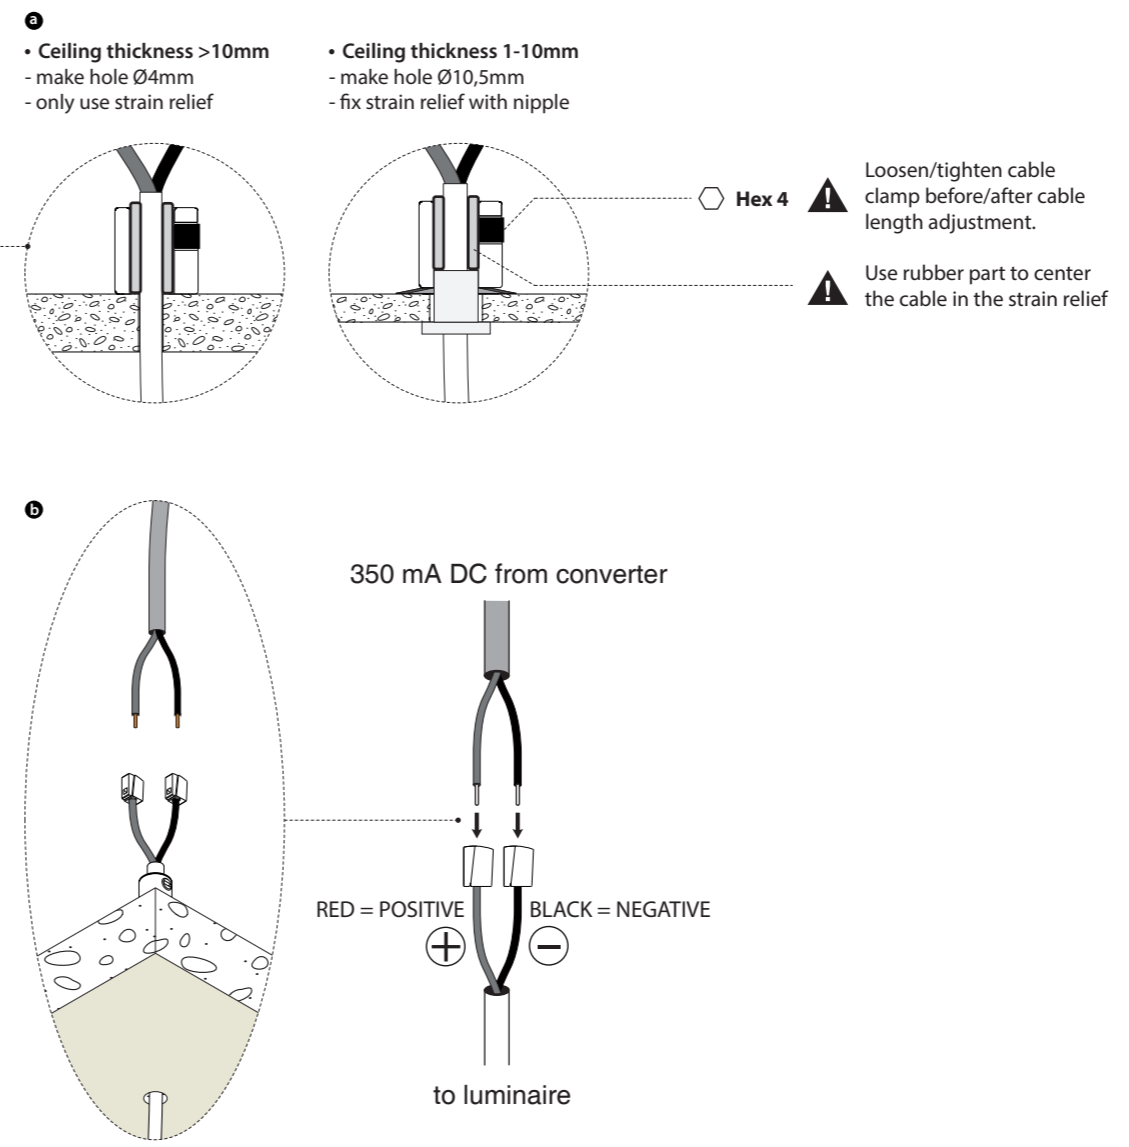 a
• Ceiling thickness >10mm
- make hole Ø4mm
- only use strain relief
• Ceiling thickness 1-10mm
- make hole Ø10,5mm
- fix strain relief with nipple
Hex 4
Loosen/tighten cable
clamp before/after cable
length adjustment.
Use rubber part to center
the cable in the strain relief
b
350 mA DC from converter
RED = POSITIVE
BLACK = NEGATIVE
to luminaire